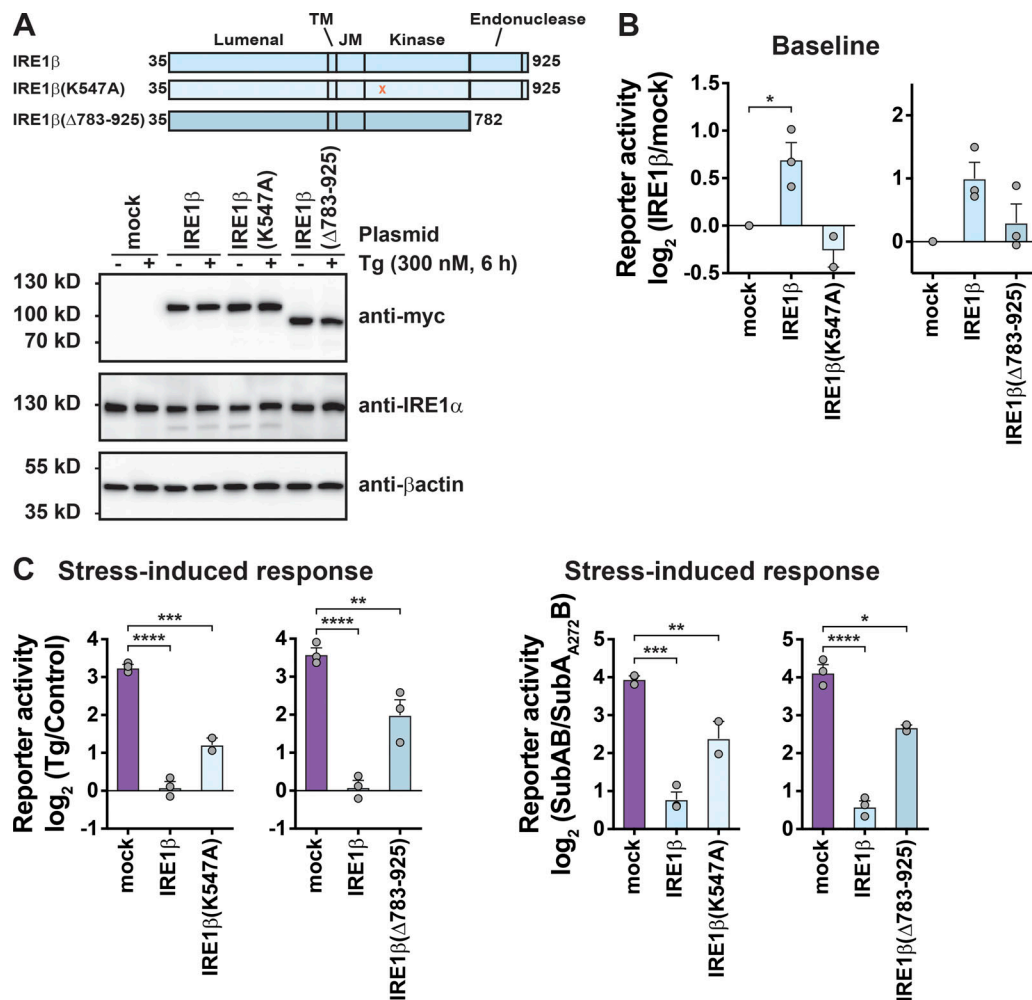 A
TM
Endonuclease
Lumenal
JM
Kinase
IRE1β 35 925
IRE1β(K547A) 35 x 925
IRE1β(Δ783-925) 35 782
mock
IRE1β
IRE1β (K547A)
IRE1β (Δ783-925)
Plasmid
- + - + - + - + Tg (300 nM, 6 h)
130 kD
100 kD
70 kD
anti-myc
130 kD
anti-IRE1α
55 kD
35 kD
anti-βactin
B
Baseline
Reporter activity
log₂ (IRE1β/mock)
1.5
1.0
0.5
0.0
-0.5
*
mock
IRE1β
IRE1β(K547A)
2
1
0
mock
IRE1β
IRE1β(Δ783-925)
C
Stress-induced response
Reporter activity
log₂ (Tg/Control)
4
3
2
1
0
-1
***
****
mock
IRE1β
IRE1β(K547A)
4
3
2
1
0
-1
**
****
mock
IRE1β
IRE1β(Δ783-925)
Stress-induced response
Reporter activity
log₂ (SubAB/SubA_A272B)
5
4
3
2
1
0
**
***
mock
IRE1β
IRE1β(K547A)
5
4
3
2
1
0
*
****
mock
IRE1β
IRE1β(Δ783-925)